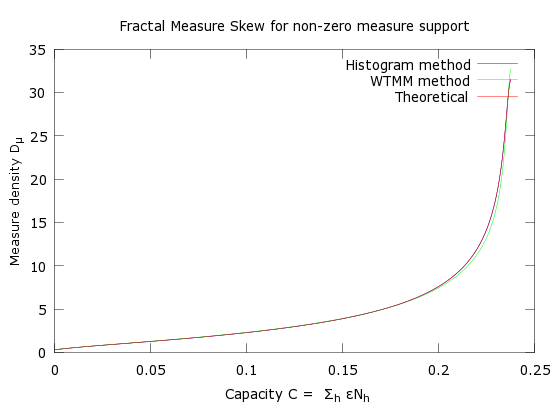 Fractal Measure Skew for non-zero measure support
35
30
25
20
15
10
5
0
Measure density Dμ
Histogram method
WTMM method
Theoretical
0 0.05 0.1 0.15 0.2 0.25
Capacity C = Σh εNh